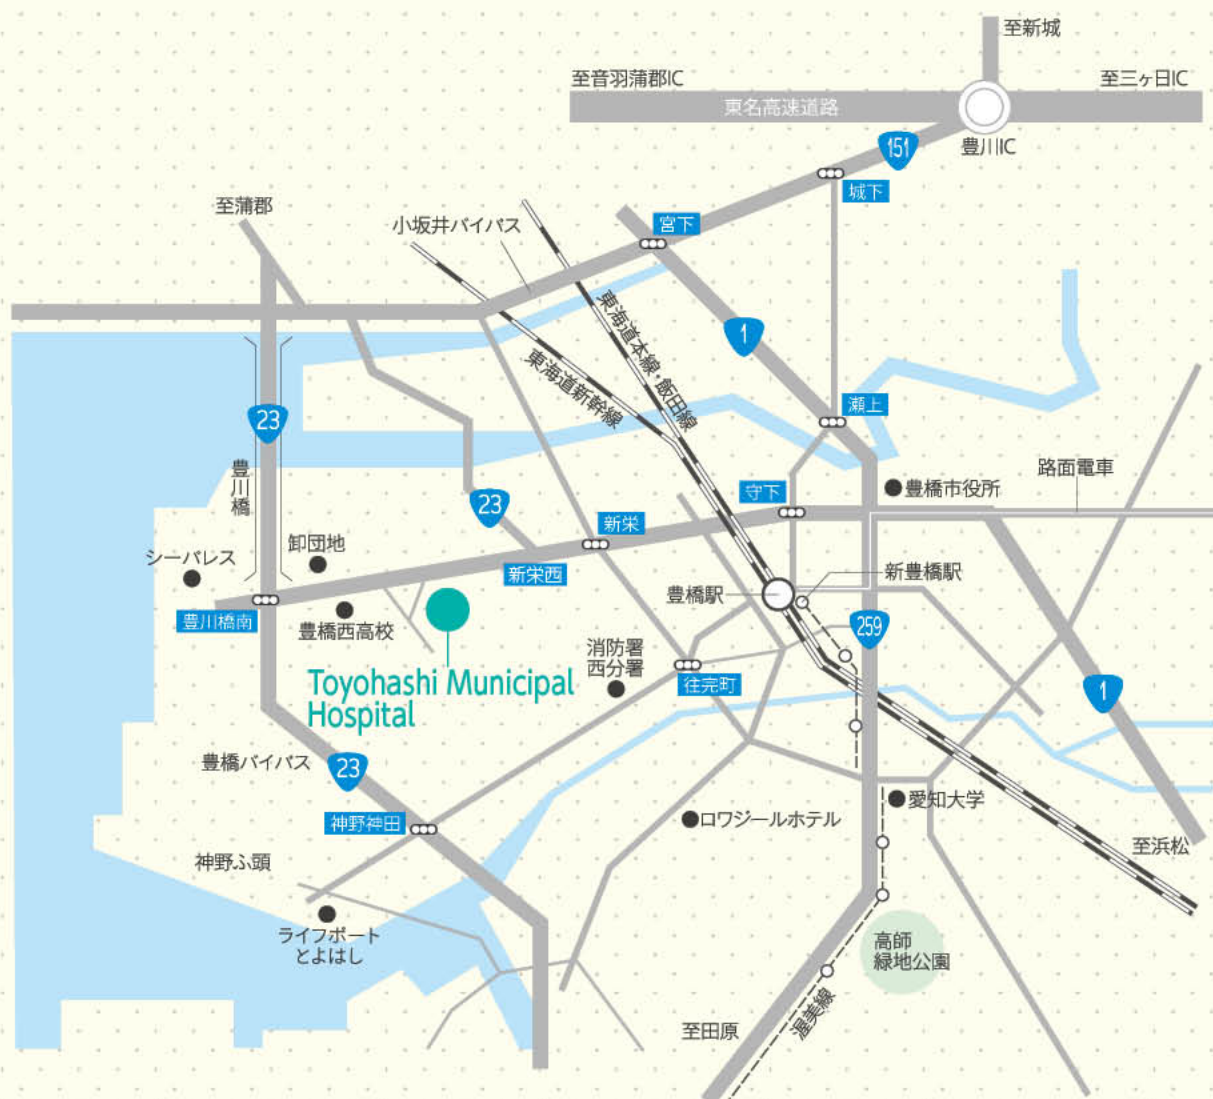 至新城
至音羽蒲郡IC
至三ヶ日IC
東名高速道路
豊川IC
151
城下
至蒲郡
小坂井バイパス
宮下
東海道本線・飯田線
1
東海道新幹線
瀬上
23
豊川橋
路面電車
守下
豊橋市役所
23
新栄
卸団地
シーパレス
新栄西
新豊橋駅
豊橋駅
豊川橋南
豊橋西高校
259
消防署
西分署
Toyohashi Municipal
Hospital
往完町
1
豊橋バイパス
23
愛知大学
神野神田
ロワジールホテル
至浜松
神野ふ頭
ライフポート
とよはし
高師
緑地公園
至田原
渥美線